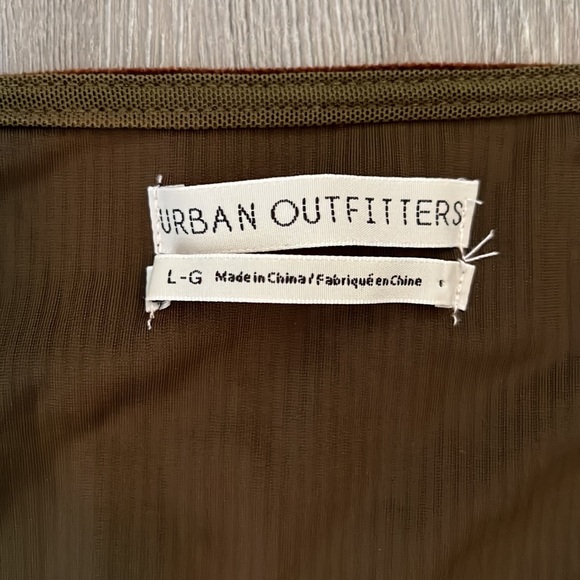 URBAN OUTFITTERS
L-G Made in China / Fabriqué en Chine